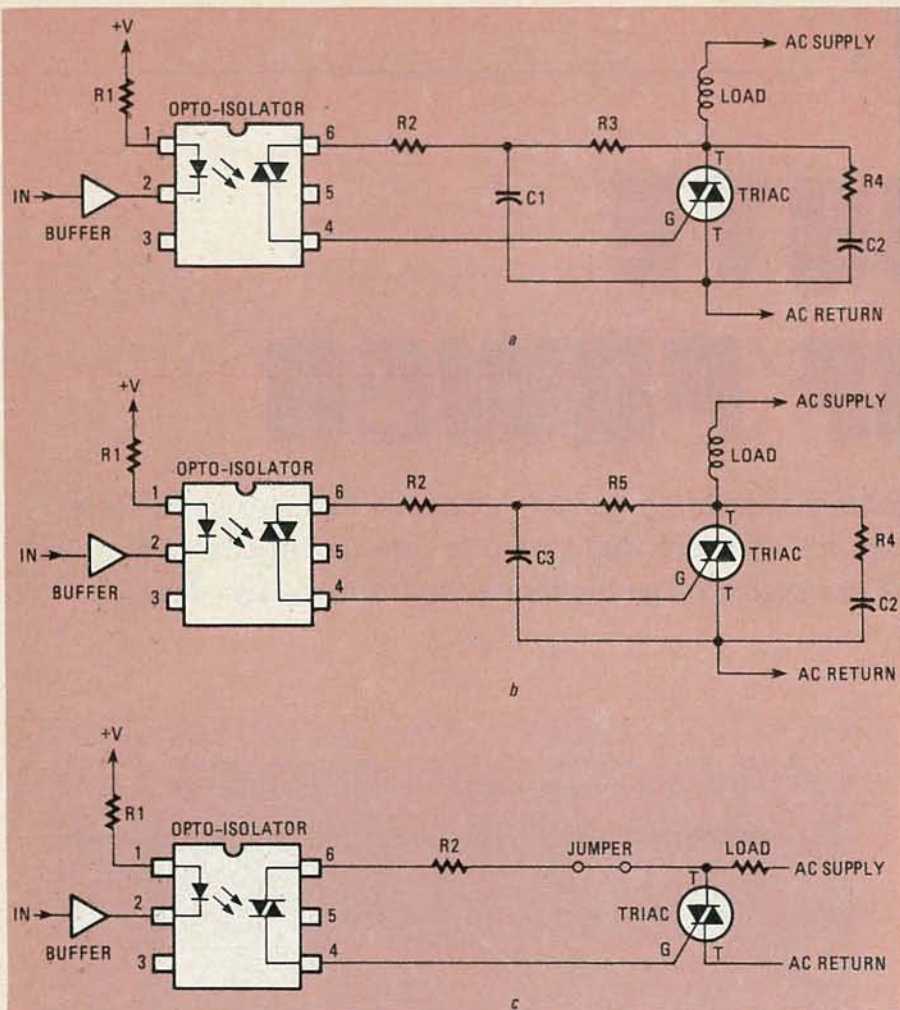 +V
AC SUPPLY
R1
OPTO-ISOLATOR
LOAD
1
6
R2
R3
T
R4
IN
2
5
C1
TRIAC
BUFFER
G
3
4
T
C2
AC RETURN
a
+V
AC SUPPLY
R1
OPTO-ISOLATOR
LOAD
1
6
R2
R5
T
R4
IN
2
5
C3
TRIAC
BUFFER
G
3
4
T
C2
AC RETURN
b
+V
R1
OPTO-ISOLATOR
R2
JUMPER
LOAD
1
6
AC SUPPLY
T
IN
2
5
TRIAC
BUFFER
G
3
4
T
AC RETURN
c